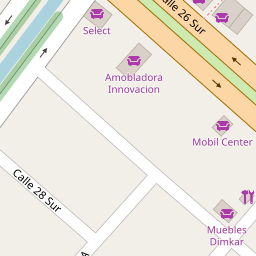 Calle 26 Sur
Select
Amobladora
Innovacion
Mobil Center
Calle 28 Sur
Muebles
Dimkar